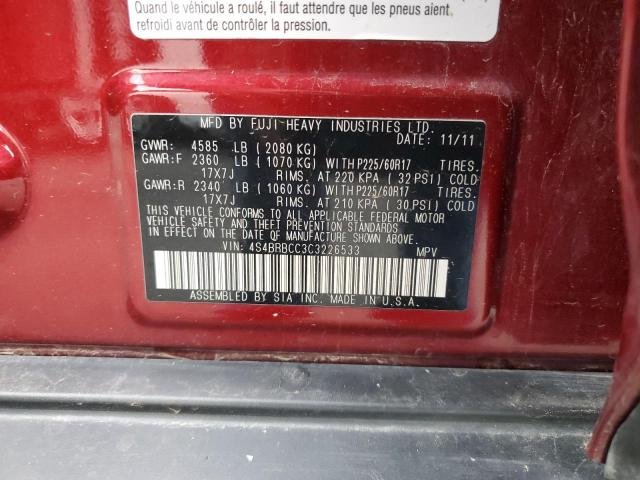 Quand le véhicule a roulé, il faut attendre que les pneus aient
refroidi avant de contrôler la pression.
MFD BY FUJI HEAVY INDUSTRIES LTD.
DATE: 11/11
GVWR: 4585 LB (2080 KG)
GAWR:F 2360 LB (1070 KG) WITH P225/60R17 TIRES.
17X7J RIMS. AT 220 KPA (32 PSI) COLD
GAWR:R 2340 LB (1060 KG) WITH P225/60R17 TIRES.
17X7J RIMS. AT 210 KPA (30 PSI) COLD
THIS VEHICLE CONFORMS TO ALL APPLICABLE FEDERAL MOTOR
VEHICLE SAFETY AND THEFT PREVENTION STANDARDS
IN EFFECT ON THE DATE OF MANUFACTURE SHOWN ABOVE.
VIN: 4S4BRBCC3C3226533 MPV
ASSEMBLED BY SIA INC. MADE IN U.S.A.